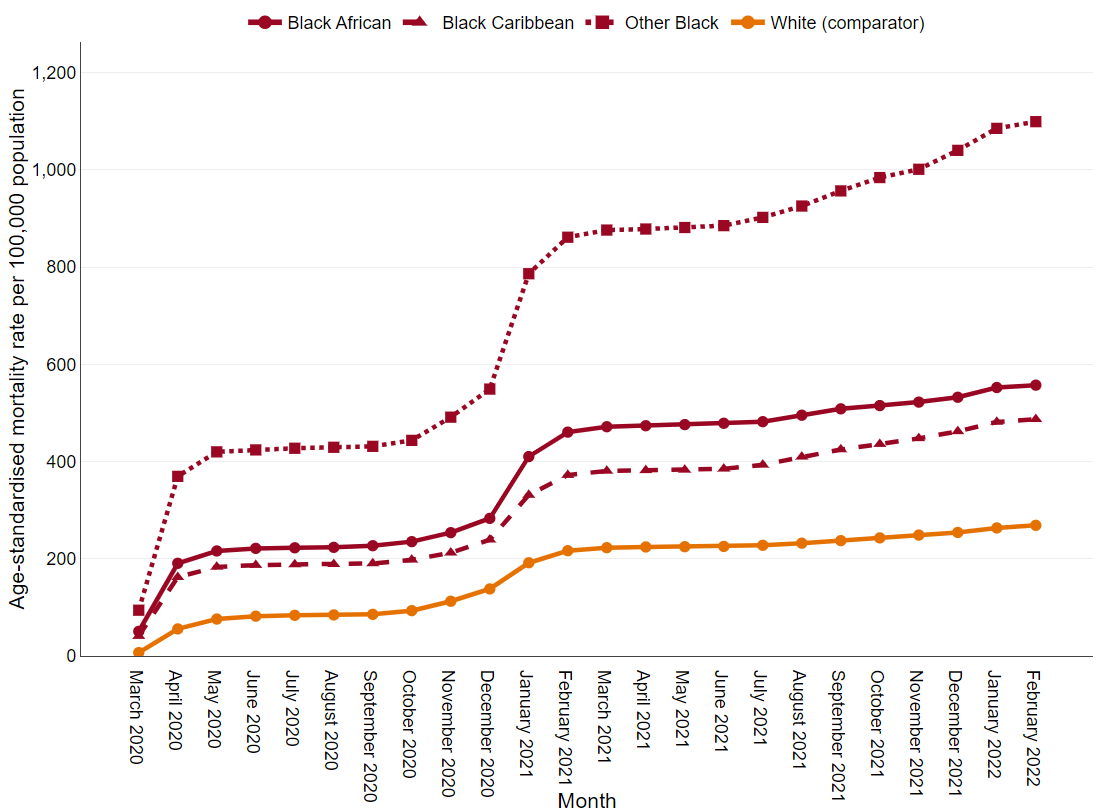 Black African Black Caribbean Other Black White (comparator)
Age-standardised mortality rate per 100,000 population
1,200
1,000
800
600
400
200
0
March 2020
April 2020
May 2020
June 2020
July 2020
August 2020
September 2020
October 2020
November 2020
December 2020
January 2021
February 2021
March 2021
April 2021
May 2021
June 2021
July 2021
August 2021
September 2021
October 2021
November 2021
December 2021
January 2022
February 2022
Month